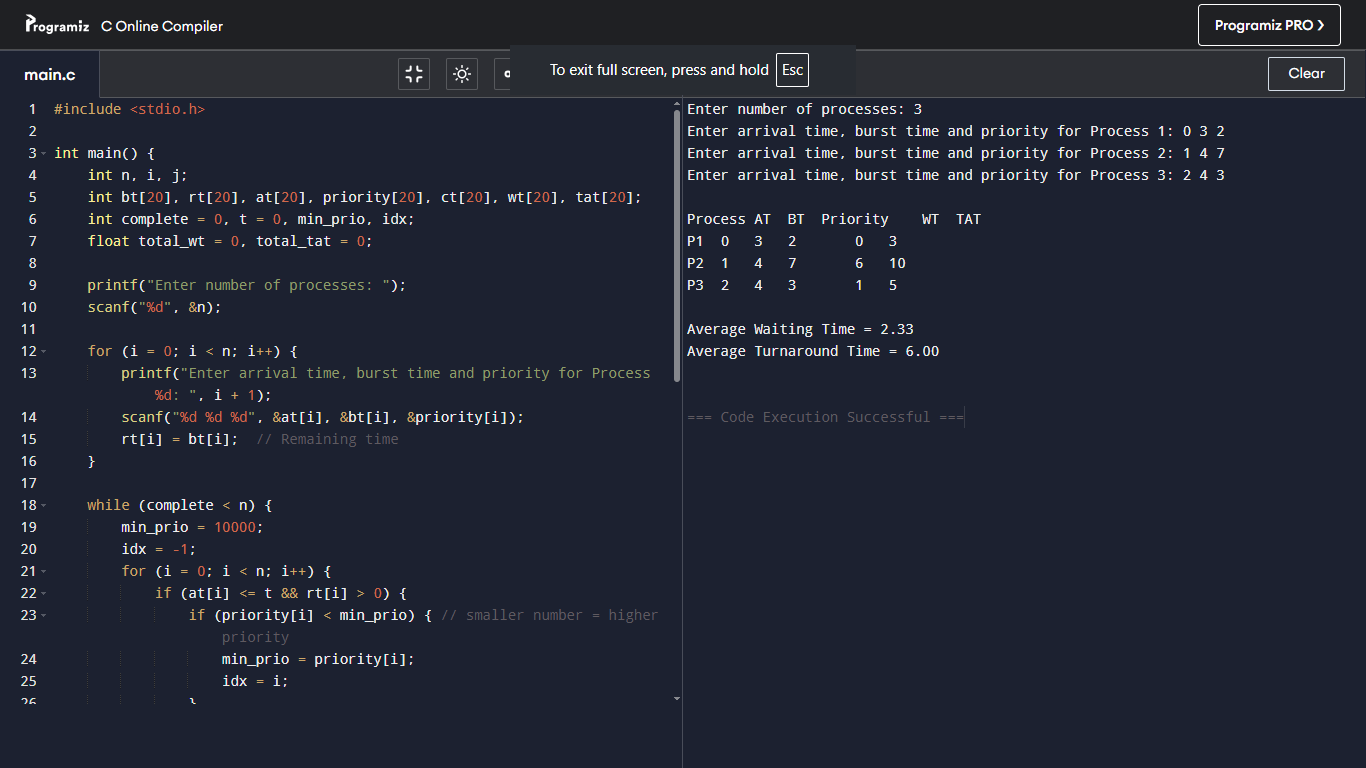 Programiz C Online Compiler
Programiz PRO ❯
To exit full screen, press and hold Esc
main.c
Clear
1 #include <stdio.h>
2
3 int main() {
4 int n, i, j;
5 int bt[20], rt[20], at[20], priority[20], ct[20], wt[20], tat[20];
6 int complete = 0, t = 0, min_prio, idx;
7 float total_wt = 0, total_tat = 0;
8
9 printf("Enter number of processes: ");
10 scanf("%d", &n);
11
12 for (i = 0; i < n; i++) {
13 printf("Enter arrival time, burst time and priority for Process
%d: ", i + 1);
14 scanf("%d %d %d", &at[i], &bt[i], &priority[i]);
15 rt[i] = bt[i];  // Remaining time
16 }
17
18 while (complete < n) {
19 min_prio = 10000;
20 idx = -1;
21 for (i = 0; i < n; i++) {
22 if (at[i] <= t && rt[i] > 0) {
23 if (priority[i] < min_prio) { // smaller number = higher
priority
24 min_prio = priority[i];
25 idx = i;
26 }
Enter number of processes: 3
Enter arrival time, burst time and priority for Process 1: 0 3 2
Enter arrival time, burst time and priority for Process 2: 1 4 7
Enter arrival time, burst time and priority for Process 3: 2 4 3
Process AT BT Priority WT TAT
P1 0 3 2 0 3
P2 1 4 7 6 10
P3 2 4 3 1 5
Average Waiting Time = 2.33
Average Turnaround Time = 6.00
=== Code Execution Successful ===